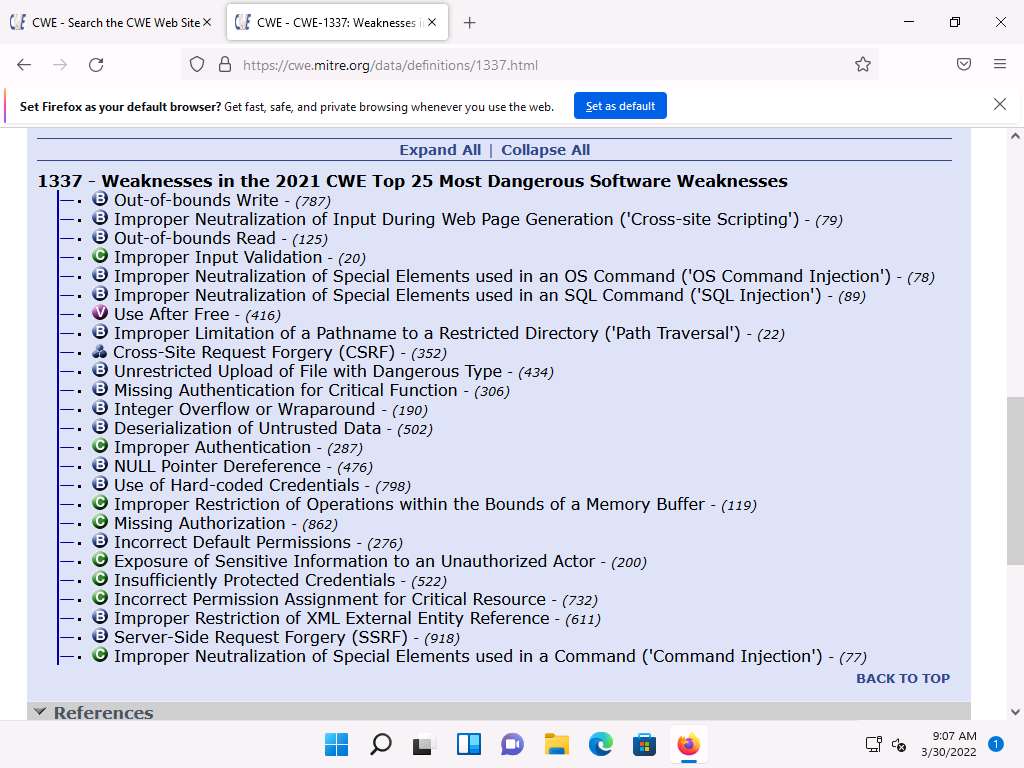 CWE - Search the CWE Web Site
CWE - CWE-1337: Weaknesses i
https://cwe.mitre.org/data/definitions/1337.html
Set Firefox as your default browser? Get fast, safe, and private browsing whenever you use the web. Set as default
Expand All | Collapse All
1337 - Weaknesses in the 2021 CWE Top 25 Most Dangerous Software Weaknesses
B Out-of-bounds Write - (787)
B Improper Neutralization of Input During Web Page Generation ('Cross-site Scripting') - (79)
B Out-of-bounds Read - (125)
C Improper Input Validation - (20)
B Improper Neutralization of Special Elements used in an OS Command ('OS Command Injection') - (78)
B Improper Neutralization of Special Elements used in an SQL Command ('SQL Injection') - (89)
V Use After Free - (416)
B Improper Limitation of a Pathname to a Restricted Directory ('Path Traversal') - (22)
Cross-Site Request Forgery (CSRF) - (352)
B Unrestricted Upload of File with Dangerous Type - (434)
B Missing Authentication for Critical Function - (306)
B Integer Overflow or Wraparound - (190)
B Deserialization of Untrusted Data - (502)
C Improper Authentication - (287)
B NULL Pointer Dereference - (476)
B Use of Hard-coded Credentials - (798)
C Improper Restriction of Operations within the Bounds of a Memory Buffer - (119)
C Missing Authorization - (862)
B Incorrect Default Permissions - (276)
C Exposure of Sensitive Information to an Unauthorized Actor - (200)
C Insufficiently Protected Credentials - (522)
C Incorrect Permission Assignment for Critical Resource - (732)
B Improper Restriction of XML External Entity Reference - (611)
B Server-Side Request Forgery (SSRF) - (918)
C Improper Neutralization of Special Elements used in a Command ('Command Injection') - (77)
BACK TO TOP
References
9:07 AM
3/30/2022
1